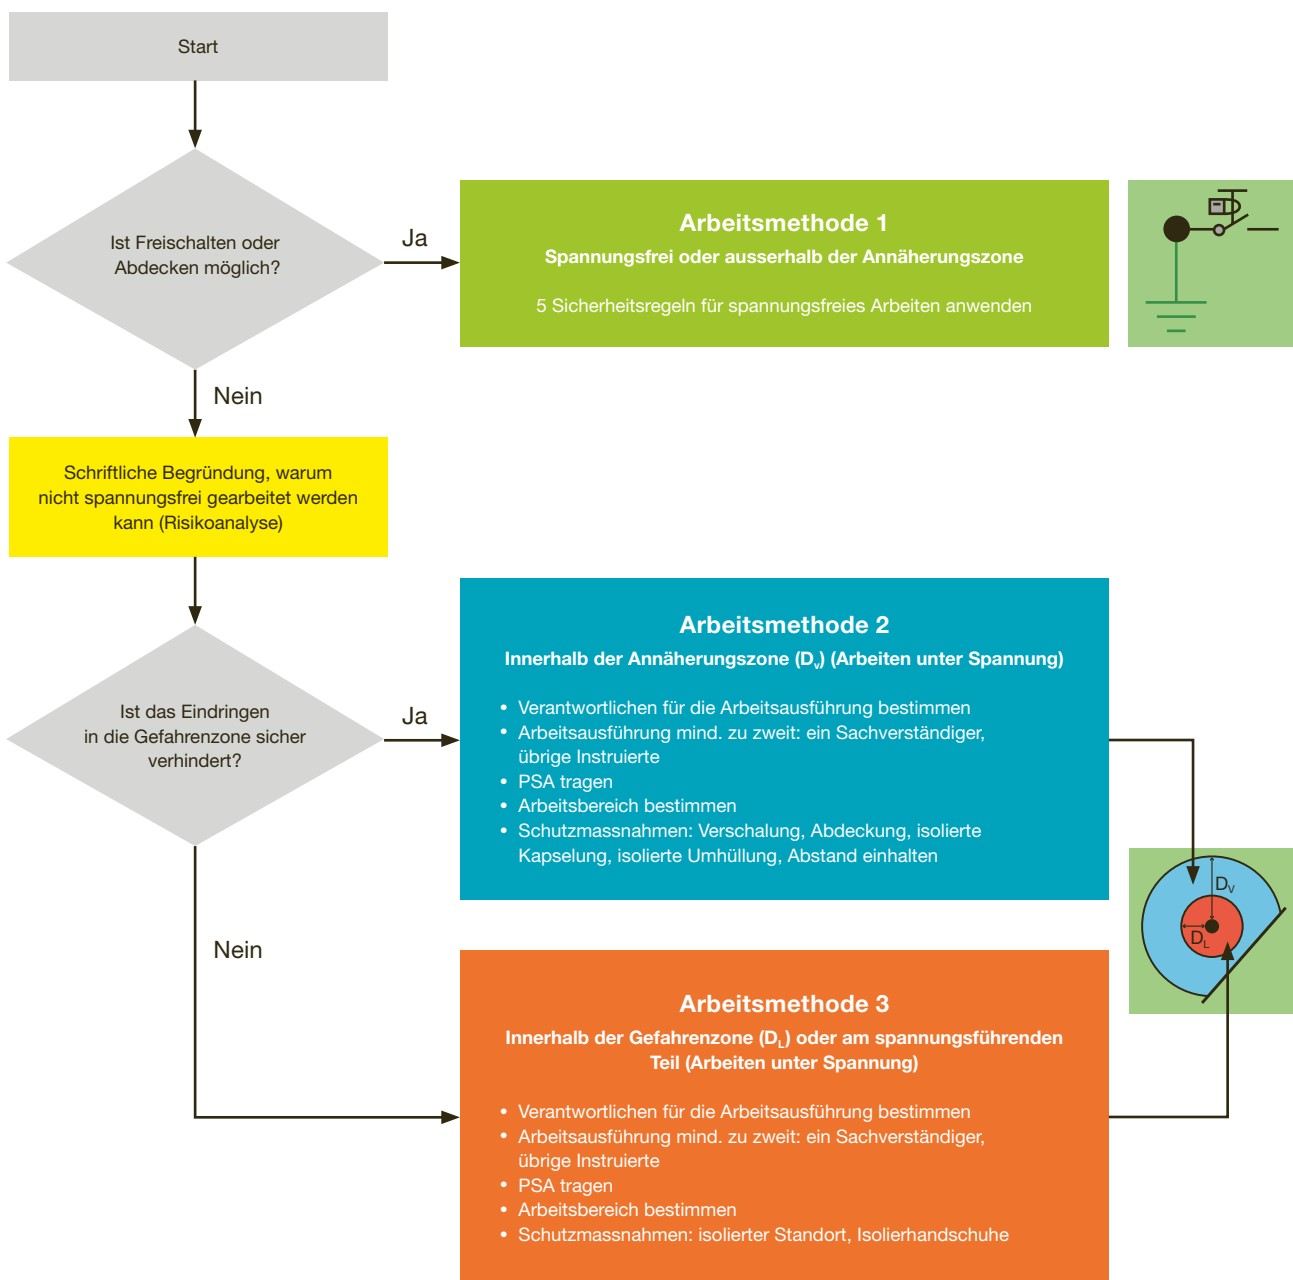 Start
Ist Freischalten oder
Abdecken möglich?
Ja
Arbeitsmethode 1
Spannungsfrei oder ausserhalb der Annäherungszone
5 Sicherheitsregeln für spannungsfreies Arbeiten anwenden
Nein
Schriftliche Begründung, warum
nicht spannungsfrei gearbeitet werden
kann (Risikoanalyse)
Ist das Eindringen
in die Gefahrenzone sicher
verhindert?
Ja
Arbeitsmethode 2
Innerhalb der Annäherungszone (Dv) (Arbeiten unter Spannung)
• Verantwortlichen für die Arbeitsausführung bestimmen
• Arbeitsausführung mind. zu zweit: ein Sachverständiger,
übrige Instruierte
• PSA tragen
• Arbeitsbereich bestimmen
• Schutzmassnahmen: Verschalung, Abdeckung, isolierte
Kapselung, isolierte Umhüllung, Abstand einhalten
DV
DL
Nein
Arbeitsmethode 3
Innerhalb der Gefahrenzone (DL) oder am spannungsführenden
Teil (Arbeiten unter Spannung)
• Verantwortlichen für die Arbeitsausführung bestimmen
• Arbeitsausführung mind. zu zweit: ein Sachverständiger,
übrige Instruierte
• PSA tragen
• Arbeitsbereich bestimmen
• Schutzmassnahmen: isolierter Standort, Isolierhandschuhe